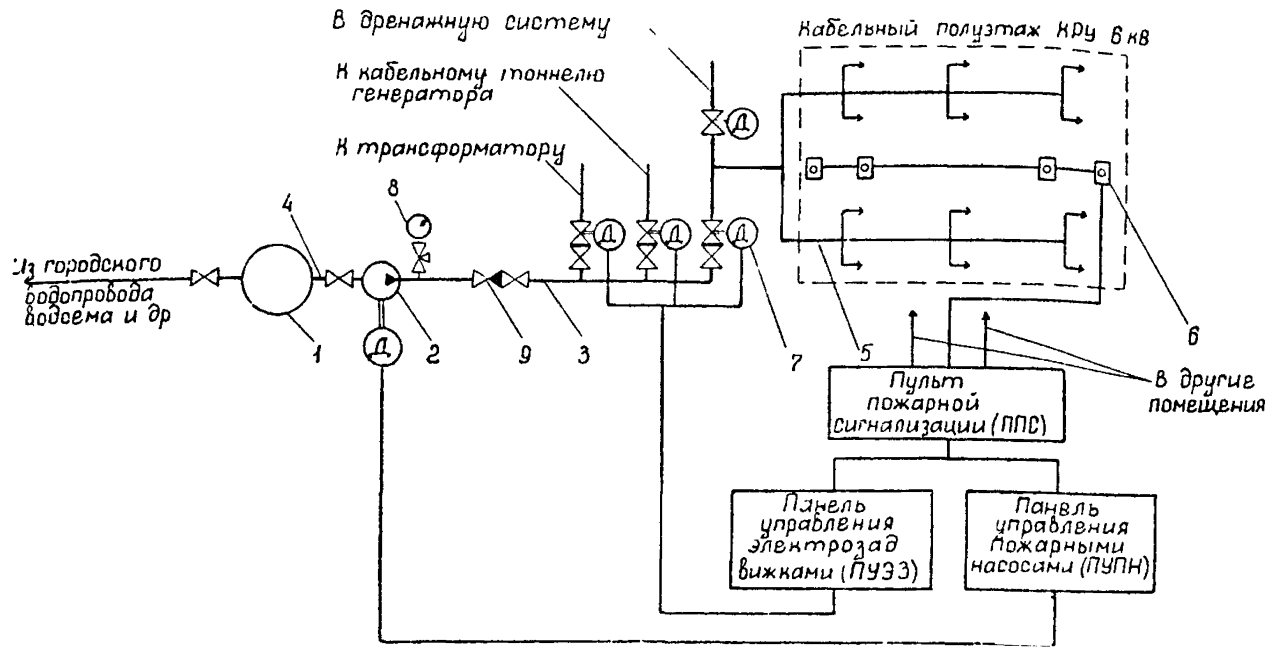 В дренажную систему
Кабельный полуэтаж КРУ 6 кв
К кабельному тоннелю
генератора
К трансформатору
Д
8
4
Д
Д
Д
Из городского
водопровода
водоема и др
1
2
Д
9
3
7
5
6
В другие
помещения
Пульт
пожарной
сигнализации (ППС)
Панель
управления
электрозад
вижками (ПУЭЗ)
Панель
управления
пожарными
насосами (ПУПН)